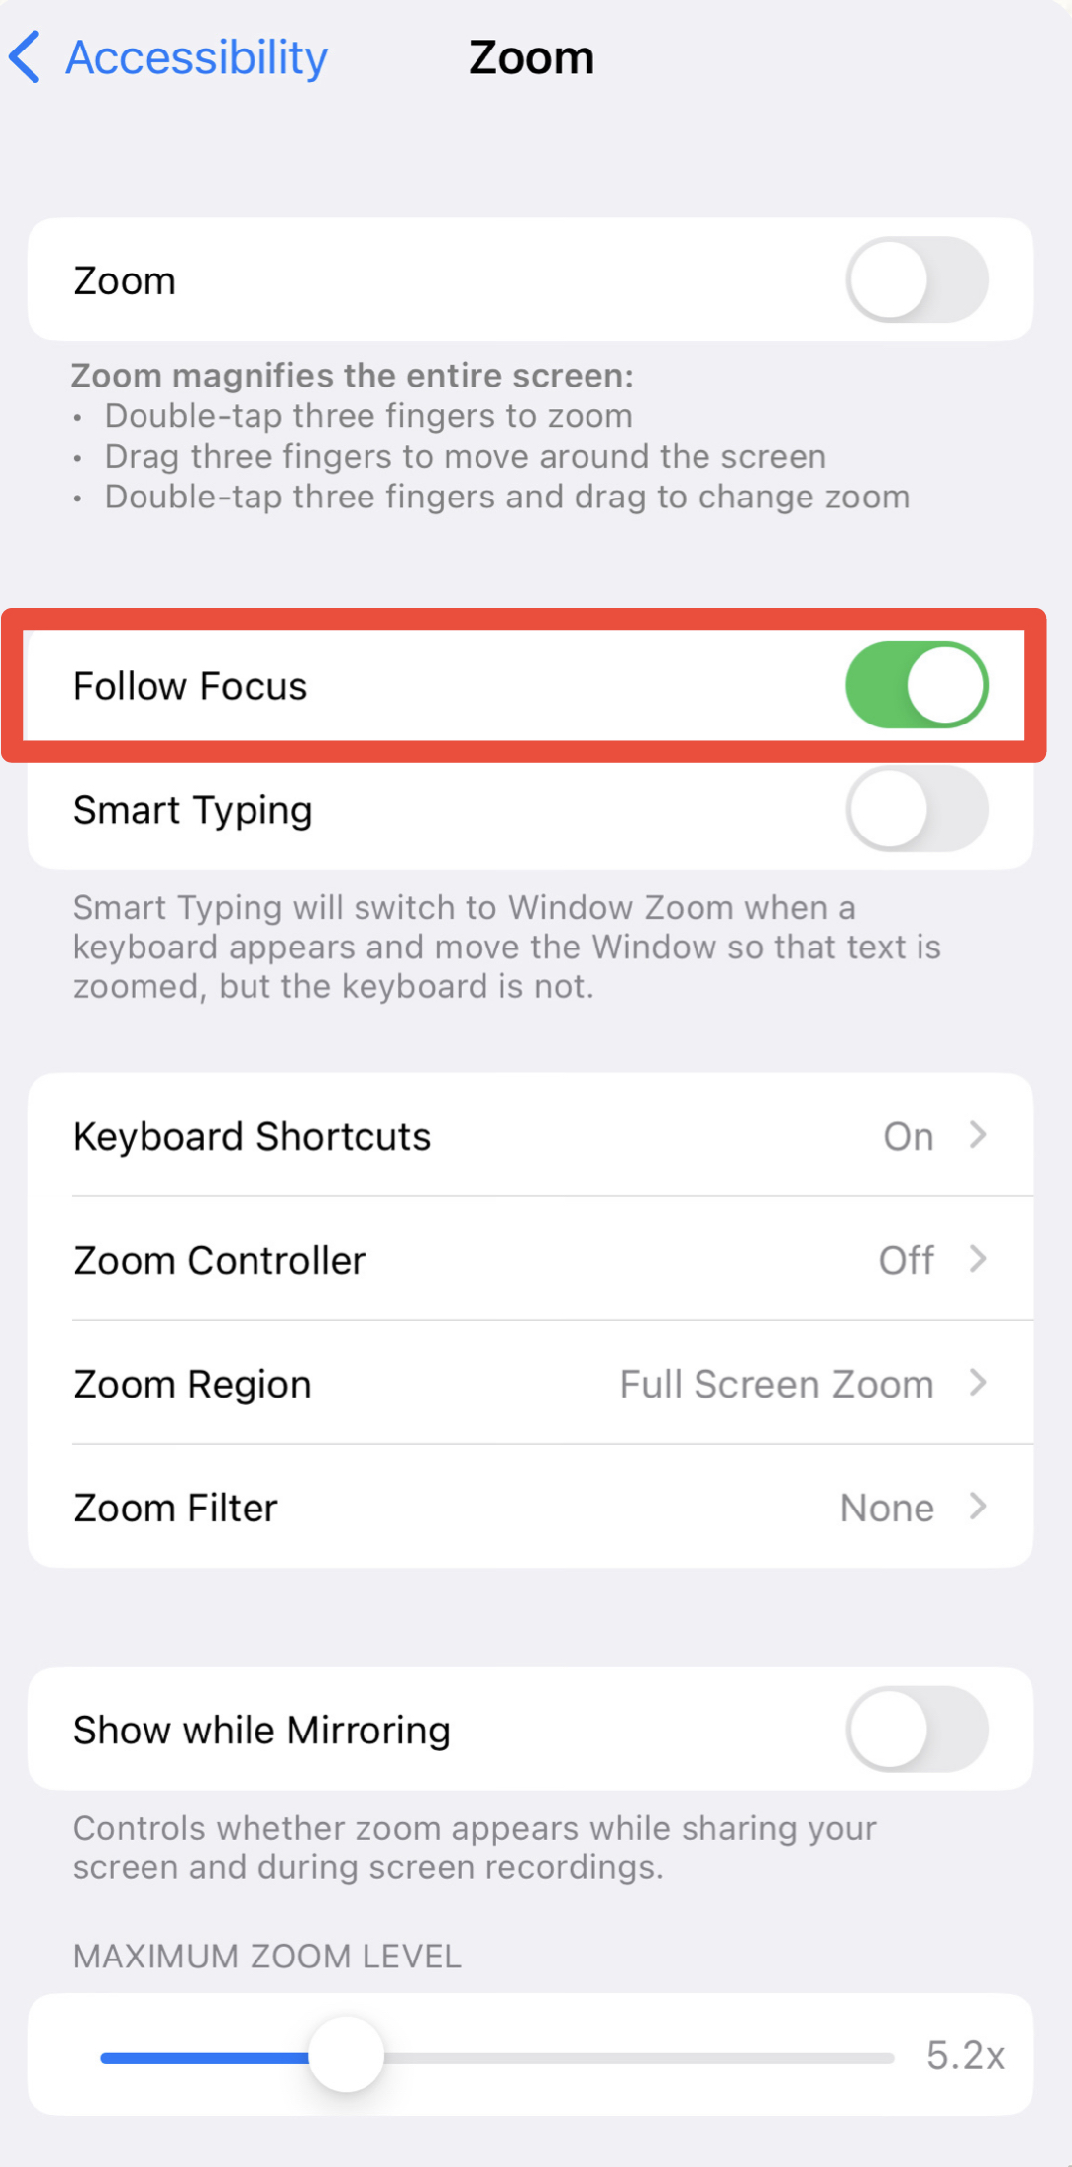 Accessibility
Zoom
Zoom
Zoom magnifies the entire screen:
• Double-tap three fingers to zoom
• Drag three fingers to move around the screen
• Double-tap three fingers and drag to change zoom
Follow Focus
Smart Typing
Smart Typing will switch to Window Zoom when a
keyboard appears and move the Window so that text is
zoomed, but the keyboard is not.
Keyboard Shortcuts On
Zoom Controller Off
Zoom Region Full Screen Zoom
Zoom Filter None
Show while Mirroring
Controls whether zoom appears while sharing your
screen and during screen recordings.
MAXIMUM ZOOM LEVEL
5.2x